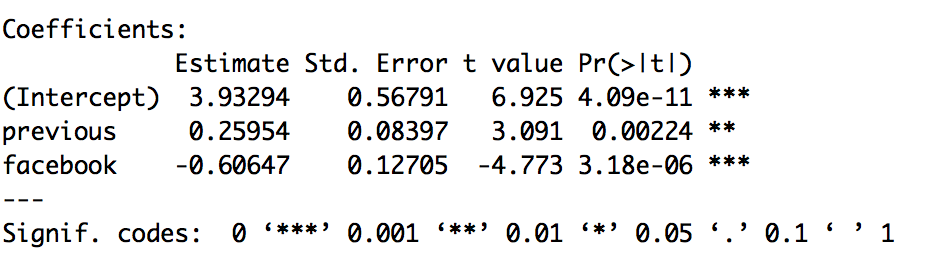 Coefficients:
            Estimate Std. Error t value Pr(>|t|)
(Intercept)  3.93294    0.56791   6.925 4.09e-11 ***
previous     0.25954    0.08397   3.091  0.00224 **
facebook    -0.60647    0.12705  -4.773 3.18e-06 ***
---
Signif. codes:  0 ‘***’ 0.001 ‘**’ 0.01 ‘*’ 0.05 ‘.’ 0.1 ‘ ’ 1